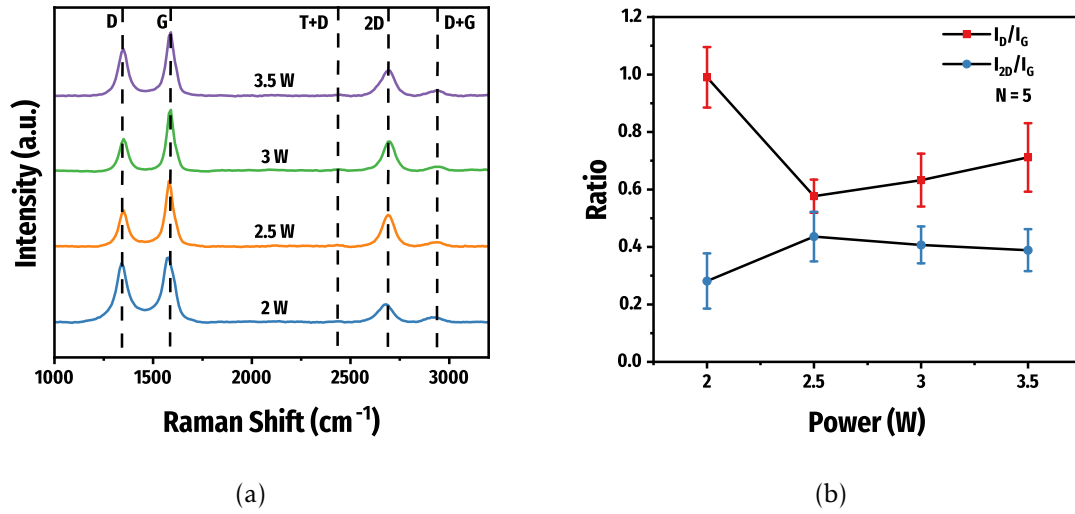 D G T+D 2D D+G
3.5 W
3 W
2.5 W
2 W
Intensity (a.u.)
1000 1500 2000 2500 3000
Raman Shift (cm⁻¹)
(a)
1.2
1.0
0.8
0.6
0.4
0.2
0.0
I_D/I_G
I_2D/I_G
N = 5
Ratio
2 2.5 3 3.5
Power (W)
(b)